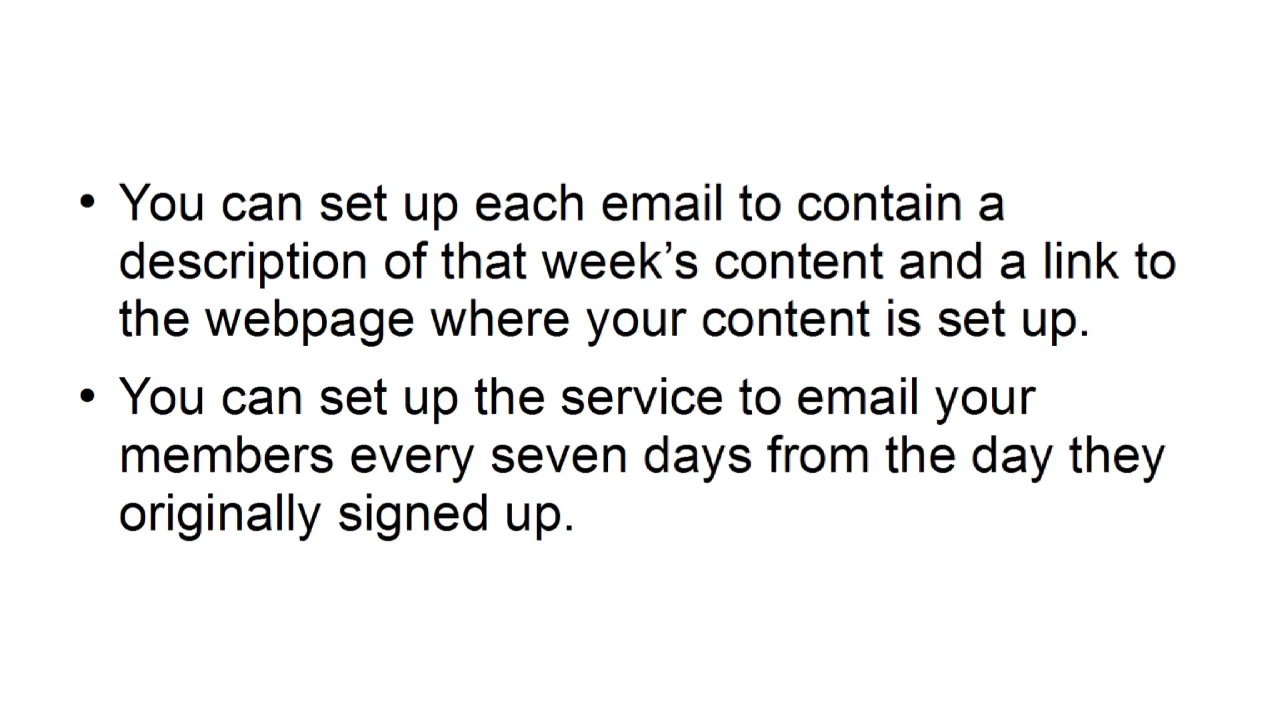 • You can set up each email to contain a
description of that week’s content and a link to
the webpage where your content is set up.
• You can set up the service to email your
members every seven days from the day they
originally signed up.